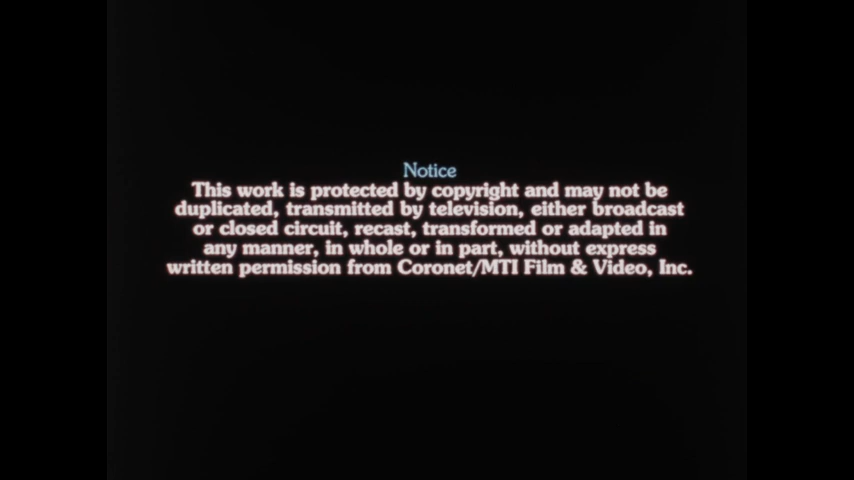 Notice
This work is protected by copyright and may not be
duplicated, transmitted by television, either broadcast
or closed circuit, recast, transformed or adapted in
any manner, in whole or in part, without express
written permission from Coronet/MTI Film & Video, Inc.